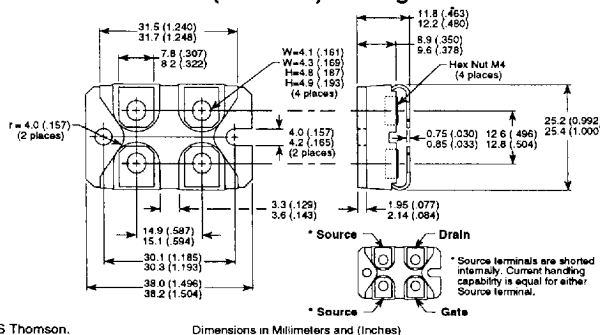 31.5 (1.240)
31.7 (1.248)
7.8 (.307)
8.2 (.322)
W=4.1 (.161)
W=4.3 (.169)
H=4.8 (.187)
H=4.9 (.193)
(4 places)
11.8 (.463)
12.2 (.480)
8.9 (.350)
9.6 (.378)
Hex Nut M4
(4 places)
r = 4.0 (.157)
(2 places)
4.0 (.157)
4.2 (.165)
(2 places)
0.75 (.030)
0.85 (.033)
12.6 (.496)
12.8 (.504)
25.2 (0.992)
25.4 (1.000)
3.3 (.129)
3.6 (.143)
1.95 (.077)
2.14 (.084)
14.9 (.587)
15.1 (.594)
30.1 (1.185)
30.3 (1.193)
38.0 (1.496)
38.2 (1.504)
* Source
Drain
* Source
Gate
* Source terminals are shorted
internally. Current handling
capability is equal for either
Source terminal.
S Thomson.
Dimensions in Millimeters and (Inches)